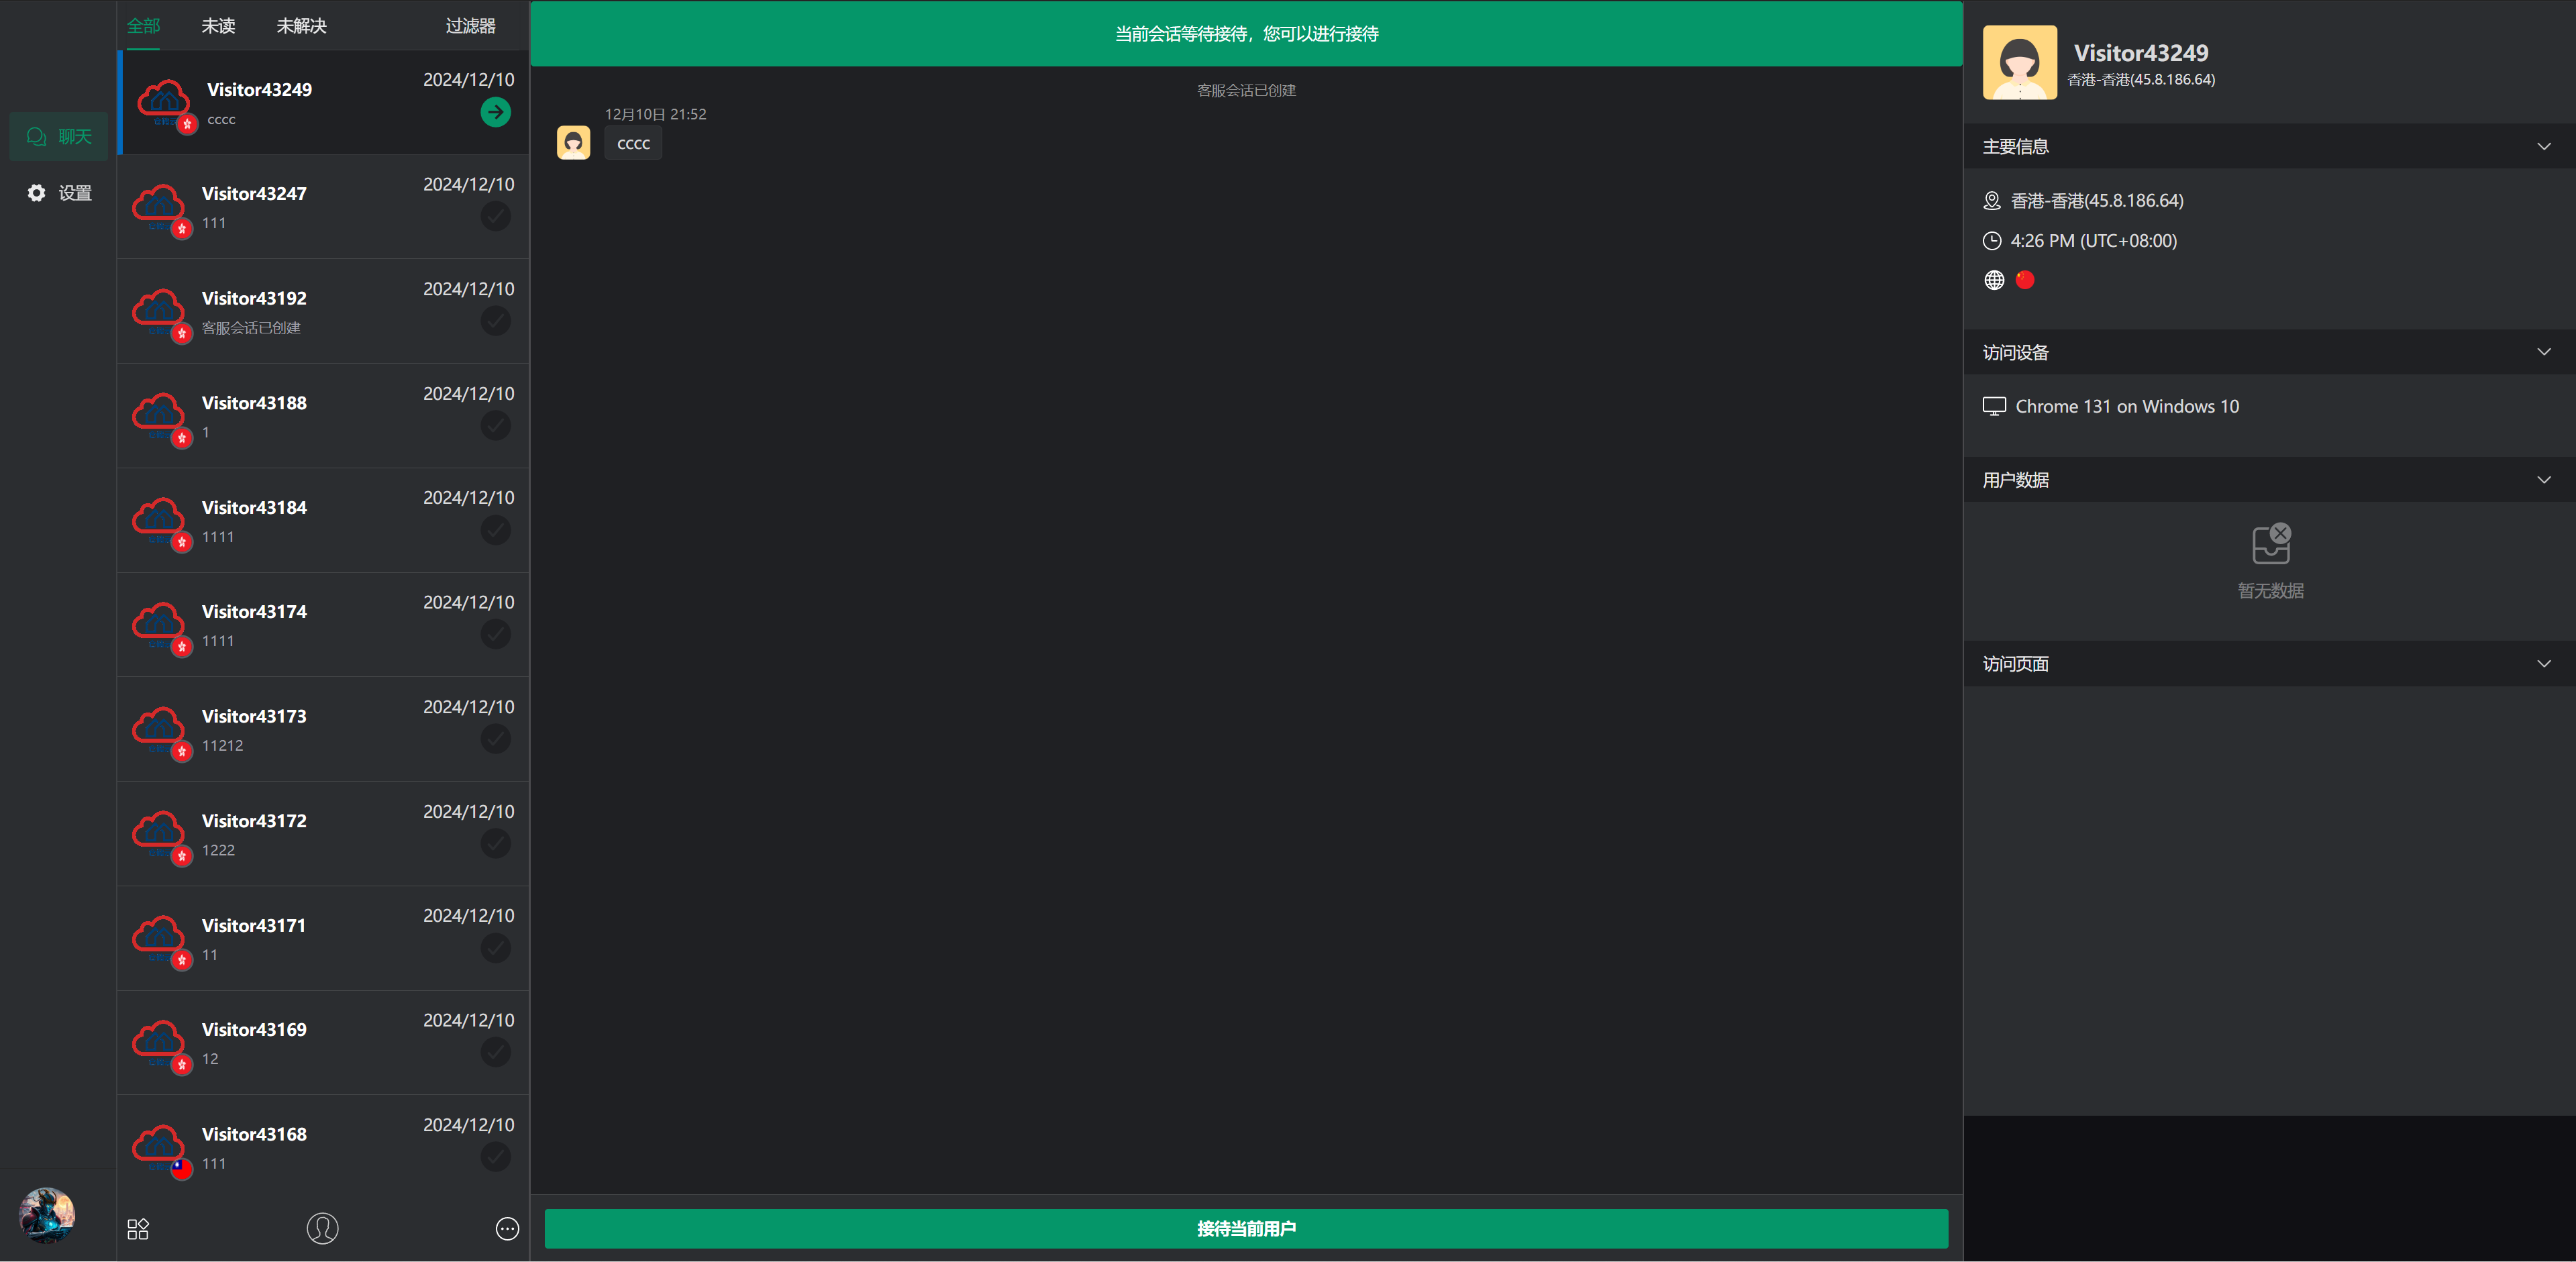 聊天
设置
全部
未读
未解决
过滤器
Visitor43249
2024/12/10
cccc
Visitor43247
2024/12/10
111
Visitor43192
2024/12/10
客服会话已创建
Visitor43188
2024/12/10
1
Visitor43184
2024/12/10
1111
Visitor43174
2024/12/10
1111
Visitor43173
2024/12/10
11212
Visitor43172
2024/12/10
1222
Visitor43171
2024/12/10
11
Visitor43169
2024/12/10
12
Visitor43168
2024/12/10
111
当前会话等待接待，您可以进行接待
客服会话已创建
12月10日 21:52
cccc
接待当前用户
Visitor43249
香港-香港(45.8.186.64)
主要信息
香港-香港(45.8.186.64)
4:26 PM (UTC+08:00)
访问设备
Chrome 131 on Windows 10
用户数据
暂无数据
访问页面